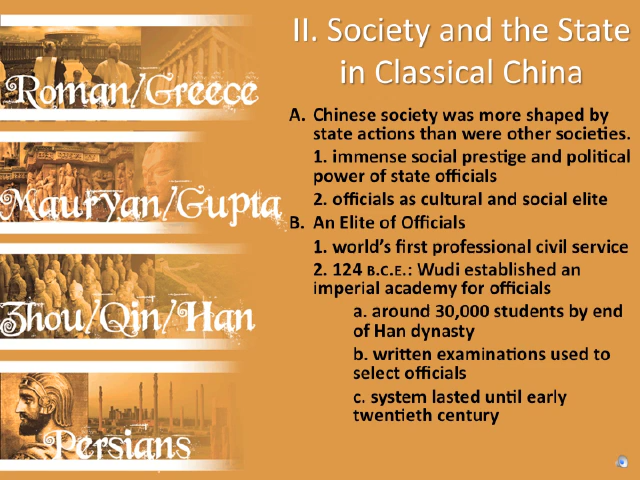 II. Society and the State
in Classical China
Roman/Greece
Mauryan/Gupta
Zhou/Qin/Han
Persians
A. Chinese society was more shaped by
state actions than were other societies.
1. immense social prestige and political
power of state officials
2. officials as cultural and social elite
B. An Elite of Officials
1. world's first professional civil service
2. 124 B.C.E.: Wudi established an
imperial academy for officials
a. around 30,000 students by end
of Han dynasty
b. written examinations used to
select officials
c. system lasted until early
twentieth century